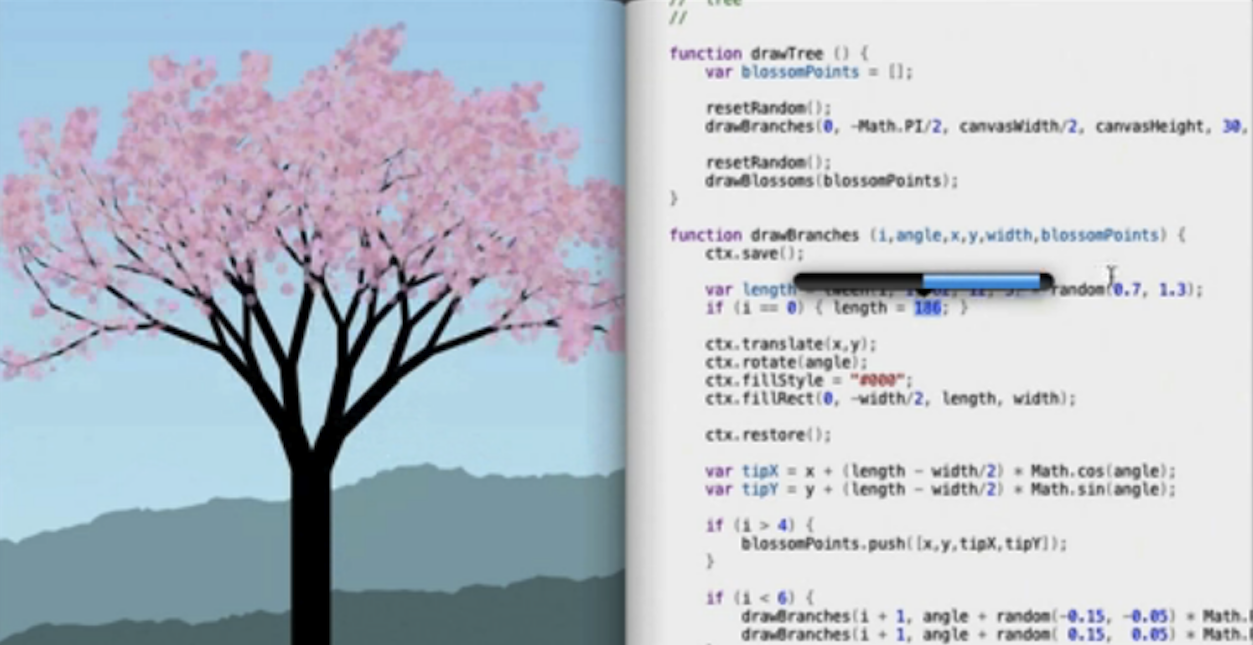 // Tree
//
function drawTree () {
var blossomPoints = [];
resetRandom();
drawBranches(0, -Math.PI/2, canvasWidth/2, canvasHeight, 30,
resetRandom();
drawBlossoms(blossomPoints);
}
function drawBranches (i,angle,x,y,width,blossomPoints) {
ctx.save();
var length random(0.7, 1.3);
if (i == 0) { length = 186; }
ctx.translate(x,y);
ctx.rotate(angle);
ctx.fillStyle = "#000";
ctx.fillRect(0, -width/2, length, width);
ctx.restore();
var tipX = x + (length - width/2) * Math.cos(angle);
var tipY = y + (length - width/2) * Math.sin(angle);
if (i > 4) {
blossomPoints.push([x,y,tipX,tipY]);
}
if (i < 6) {
drawBranches(i + 1, angle + random(-0.15, -0.05) * Math.
drawBranches(i + 1, angle + random( 0.15,  0.05) * Math.